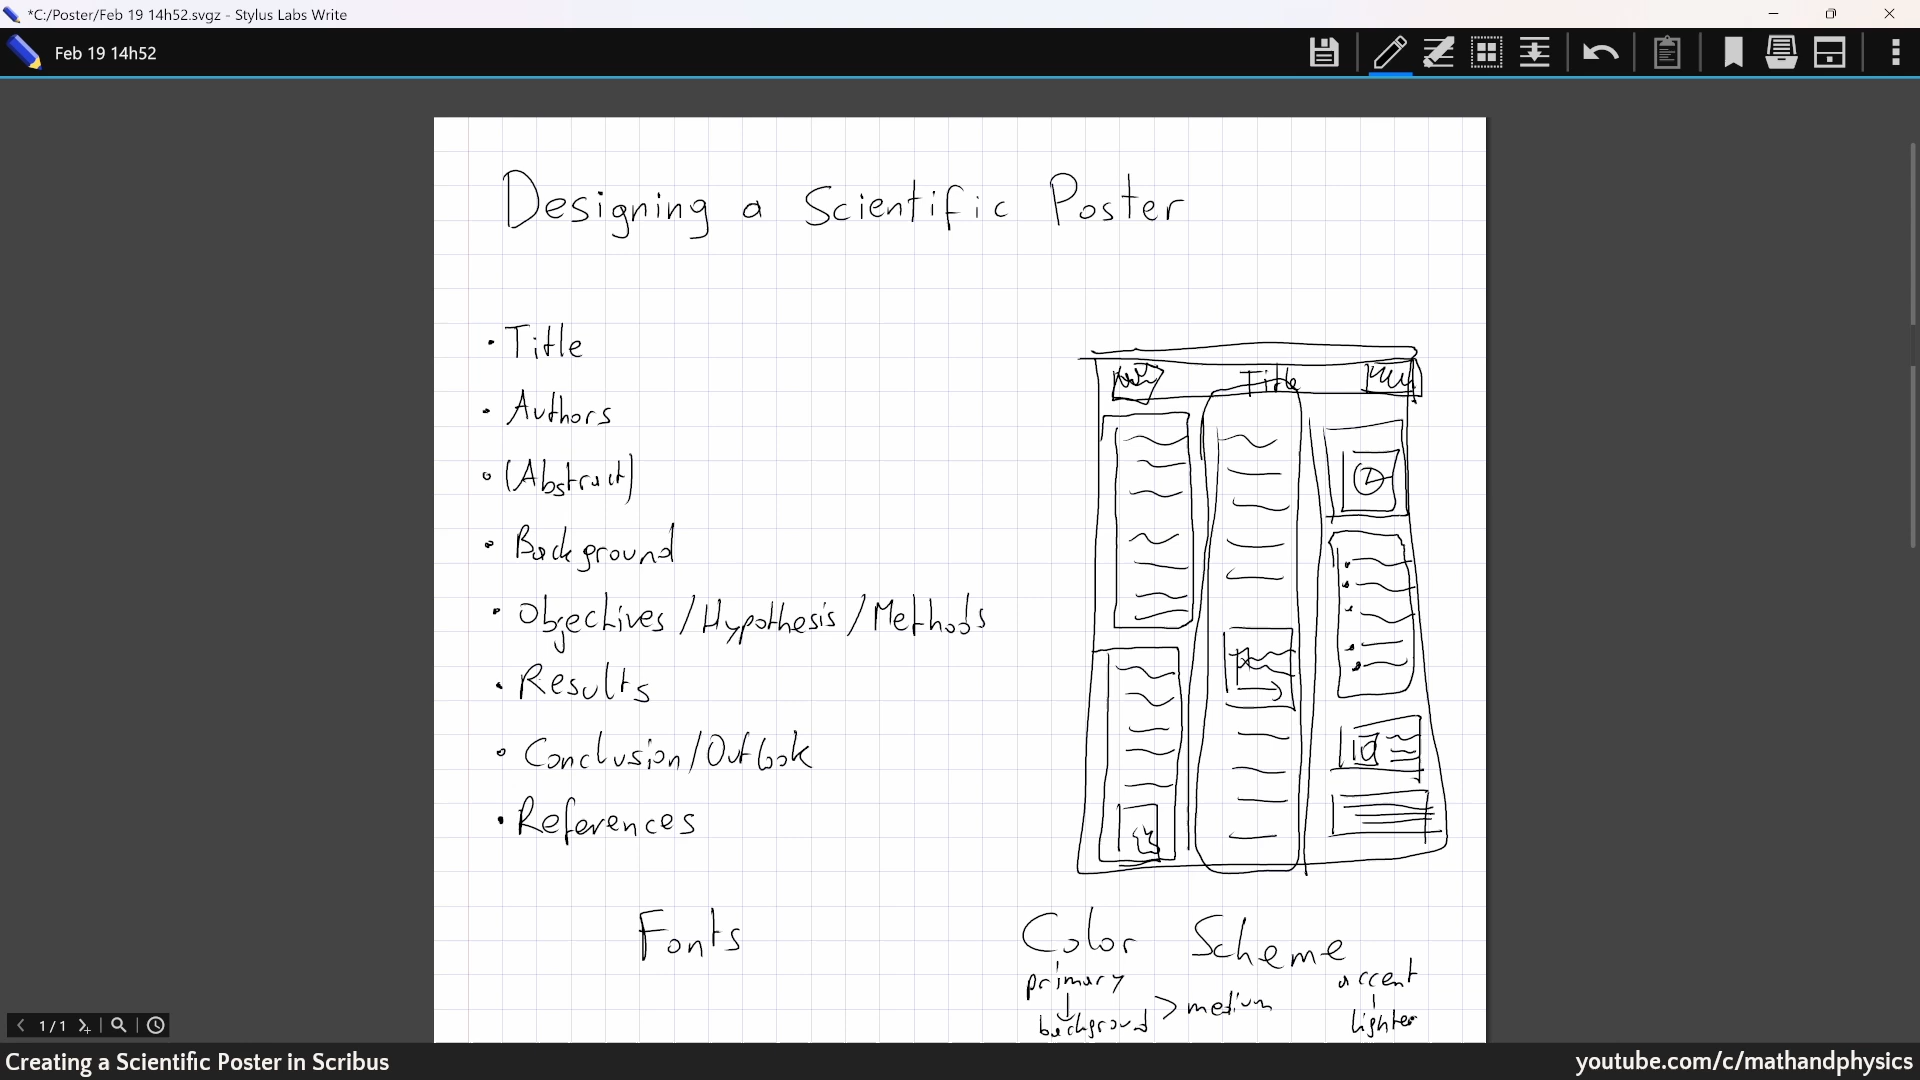 *C:/Poster/Feb 19 14h52.svgz - Stylus Labs Write
Feb 19 14h52
Designing a Scientific Poster
• Title
• Authors
• (Abstract)
• Background
• Objectives / Hypothesis / Methods
• Results
• Conclusion / Outlook
• References
Title
id
Fonts
Color Scheme
primary
background
> medium
accent
lighter
1 / 1
Creating a Scientific Poster in Scribus
youtube.com/c/mathandphysics